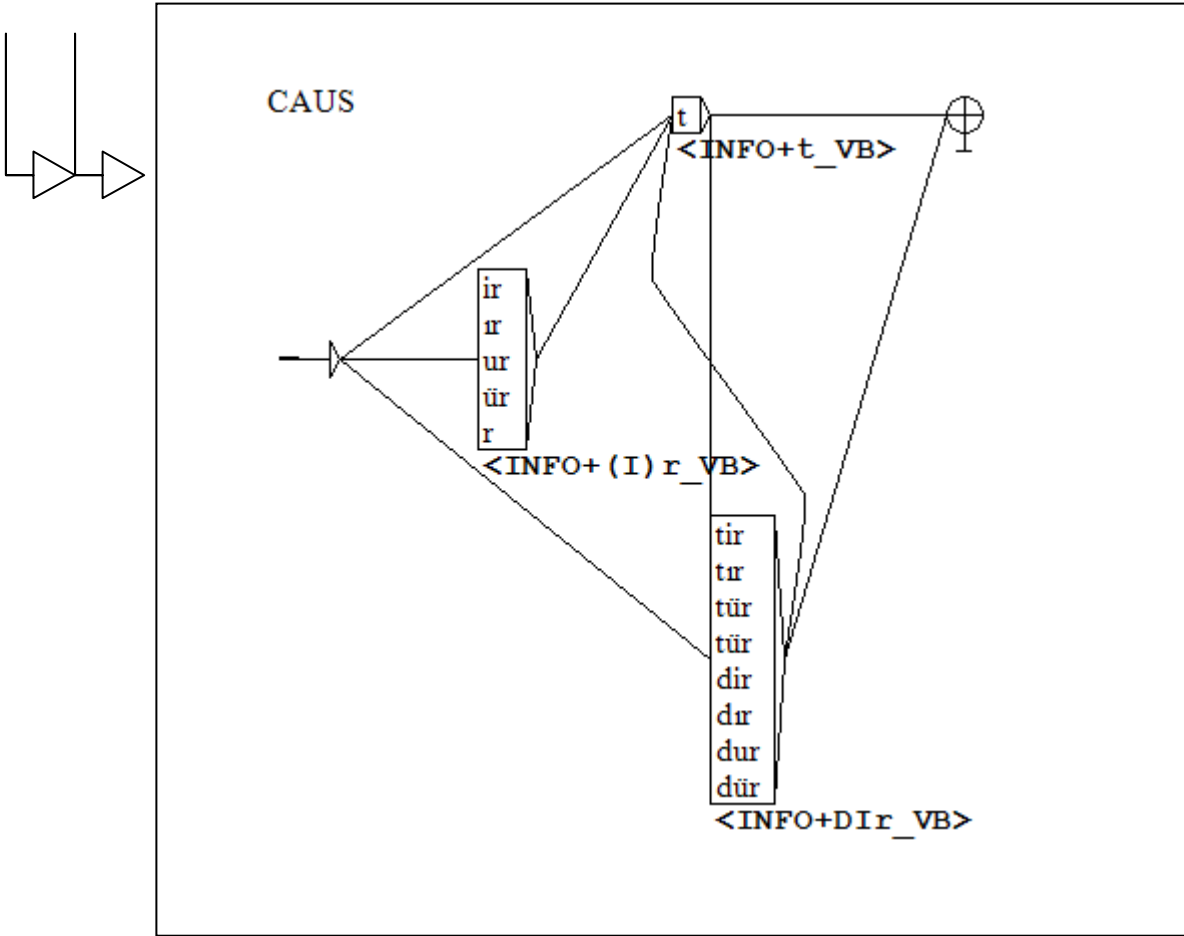 CAUS
t
<INFO+t_VB>
ir
ır
ur
ür
r
<INFO+(I)r_VB>
tir
tır
tür
tür
dir
dır
dur
dür
<INFO+DIr_VB>